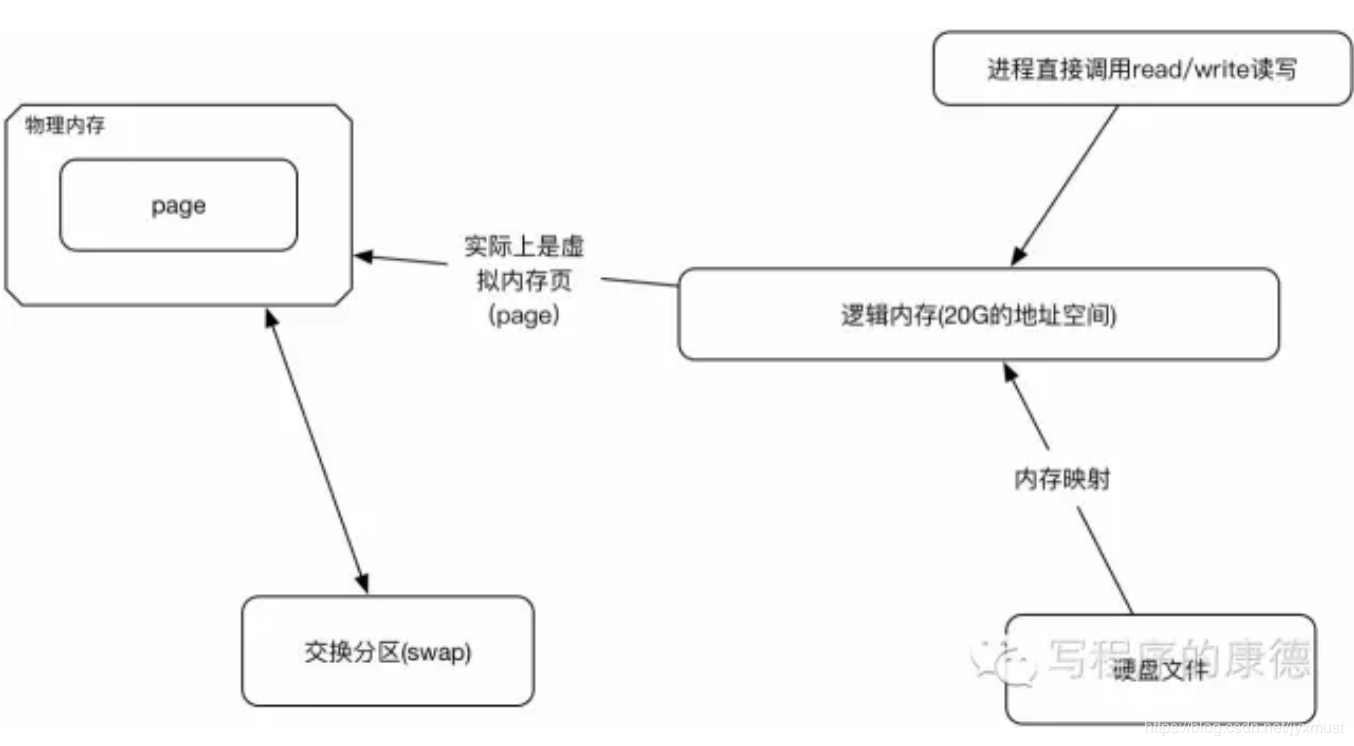 进程直接调用read/write读写
物理内存
page
实际上是虚
拟内存页
(page)
逻辑内存(20G的地址空间)
内存映射
交换分区(swap)
写程序的康德
硬盘文件
https://blog.csdn.net/jyxmust